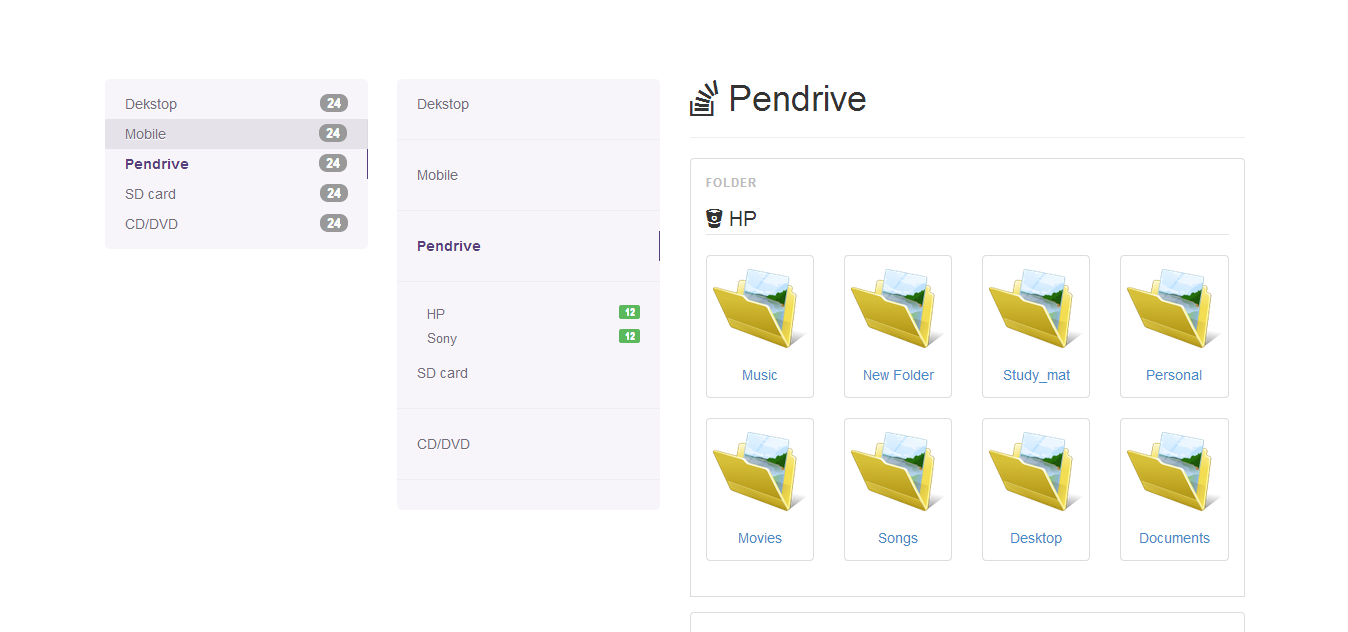 Dekstop 24
Mobile 24
Pendrive 24
SD card 24
CD/DVD 24
Dekstop
Mobile
Pendrive
HP 12
Sony 12
SD card
CD/DVD
Pendrive
FOLDER
HP
Music New Folder Study_mat Personal
Movies Songs Desktop Documents